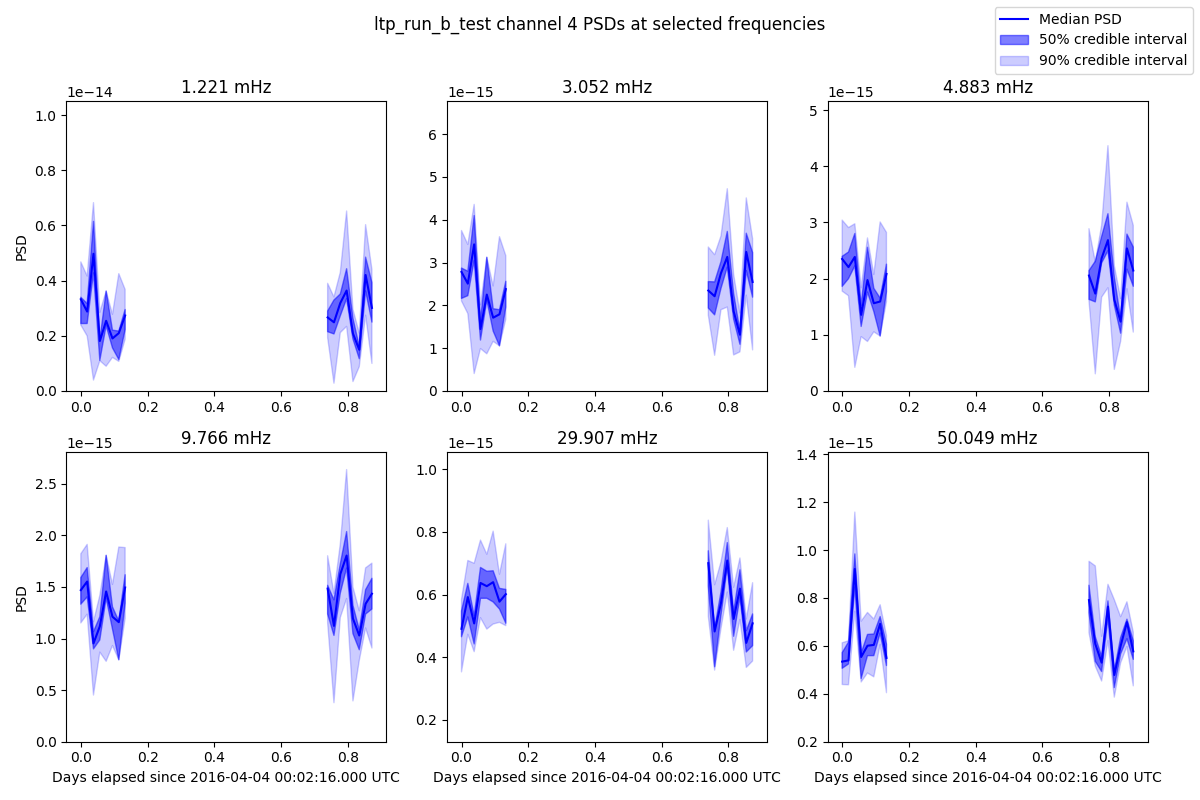 ltp_run_b_test channel 4 PSDs at selected frequencies
Median PSD
50% credible interval
90% credible interval
1.221 mHz
1e−14
PSD
1.0
0.8
0.6
0.4
0.2
0.0
0.0 0.2 0.4 0.6 0.8
3.052 mHz
1e−15
6
5
4
3
2
1
0
0.0 0.2 0.4 0.6 0.8
4.883 mHz
1e−15
5
4
3
2
1
0
0.0 0.2 0.4 0.6 0.8
9.766 mHz
1e−15
PSD
2.5
2.0
1.5
1.0
0.5
0.0
0.0 0.2 0.4 0.6 0.8
Days elapsed since 2016-04-04 00:02:16.000 UTC
29.907 mHz
1e−15
1.0
0.8
0.6
0.4
0.2
0.0 0.2 0.4 0.6 0.8
Days elapsed since 2016-04-04 00:02:16.000 UTC
50.049 mHz
1e−15
1.4
1.2
1.0
0.8
0.6
0.4
0.2
0.0 0.2 0.4 0.6 0.8
Days elapsed since 2016-04-04 00:02:16.000 UTC